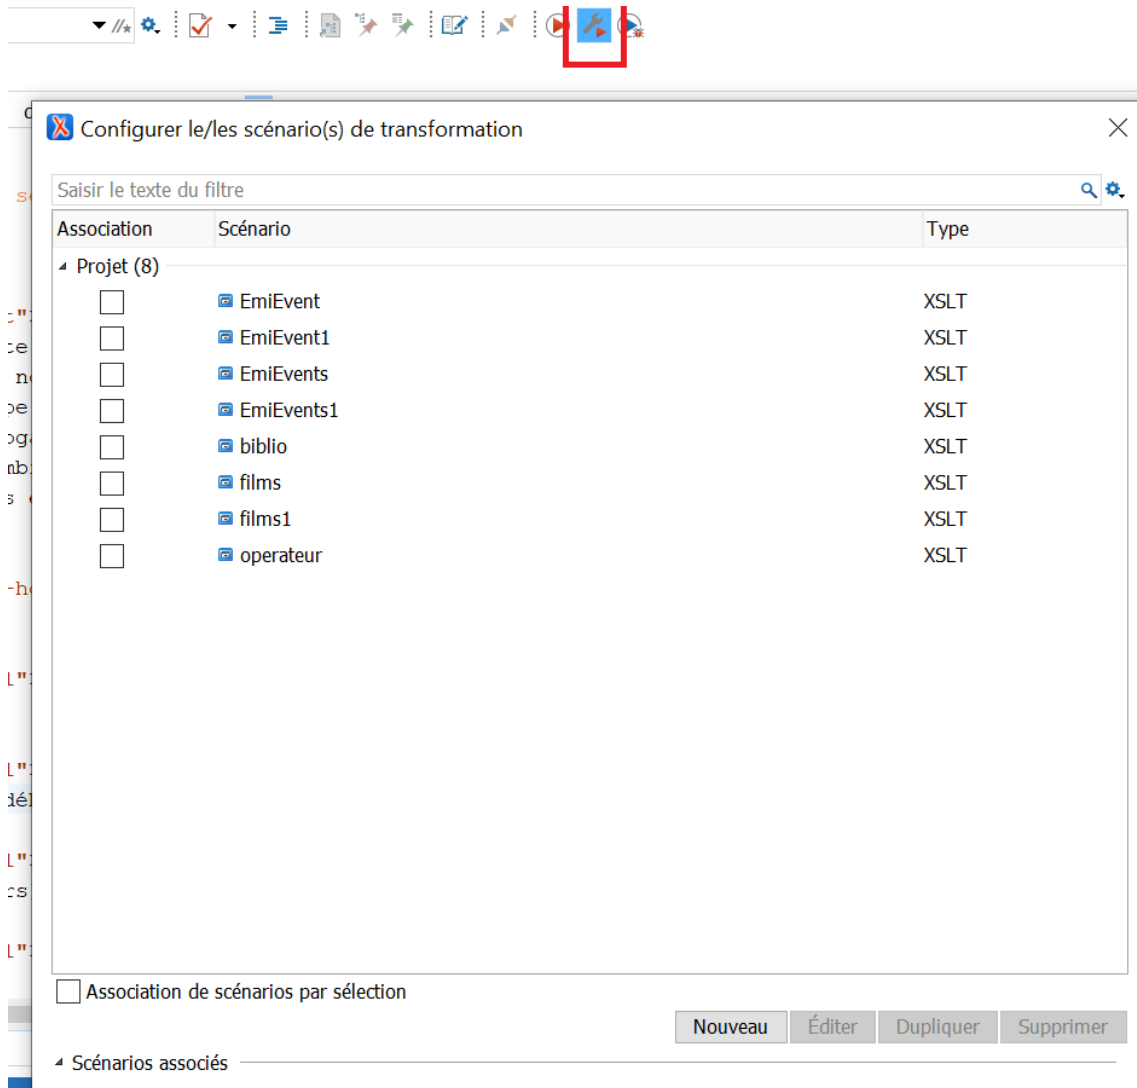 Configurer le/les scénario(s) de transformation
Saisir le texte du filtre
Association Scénario Type
Projet (8)
EmiEvent XSLT
EmiEvent1 XSLT
EmiEvents XSLT
EmiEvents1 XSLT
biblio XSLT
films XSLT
films1 XSLT
operateur XSLT
Association de scénarios par sélection
Nouveau Éditer Dupliquer Supprimer
Scénarios associés